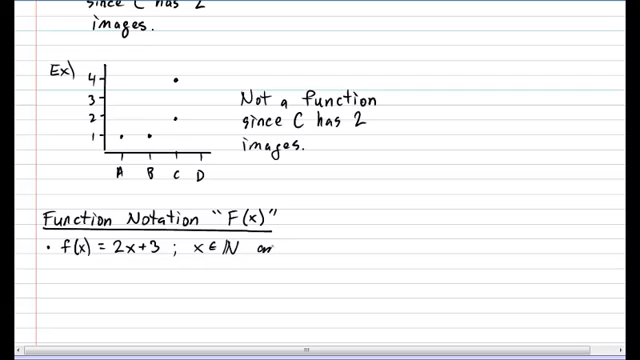 since C has 2
images.
Ex)
4
3
2
1
A B C D
Not a function
since C has 2
images.
Function Notation "F(x)"
• f(x) = 2x+3 ; x ∈ ℕ